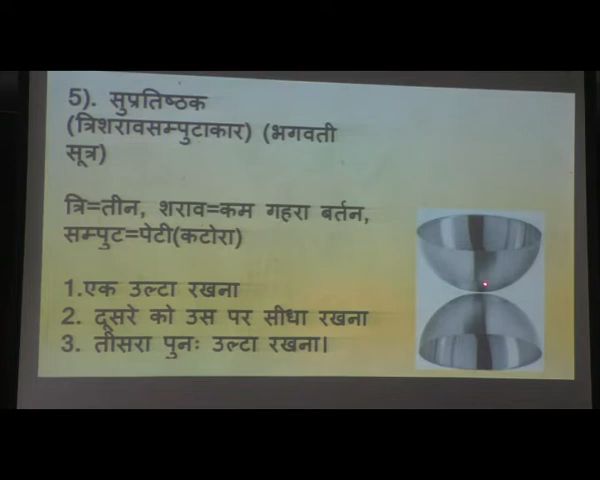 5). सुप्रतिष्ठक
(त्रिशरावसम्पुटाकार) (भगवती
सूत्र)
त्रि=तीन, शराव=कम गहरा बर्तन,
सम्पुट=पेटी(कटोरा)
1.एक उल्टा रखना
2. दूसरे को उस पर सीधा रखना
3. तीसरा पुनः उल्टा रखना।